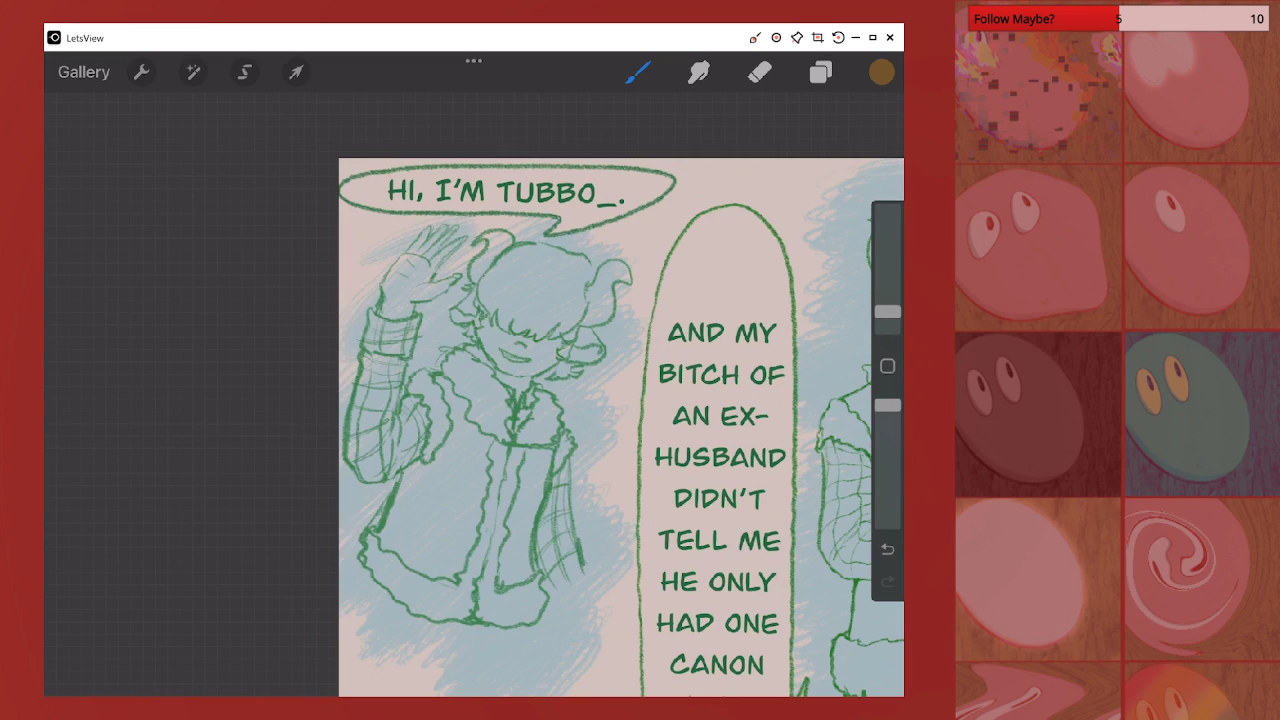 LetsView
Follow Maybe? 5 10
Gallery
HI, I'M TUBBO_.
AND MY
BITCH OF
AN EX-
HUSBAND
DIDN'T
TELL ME
HE ONLY
HAD ONE
CANON